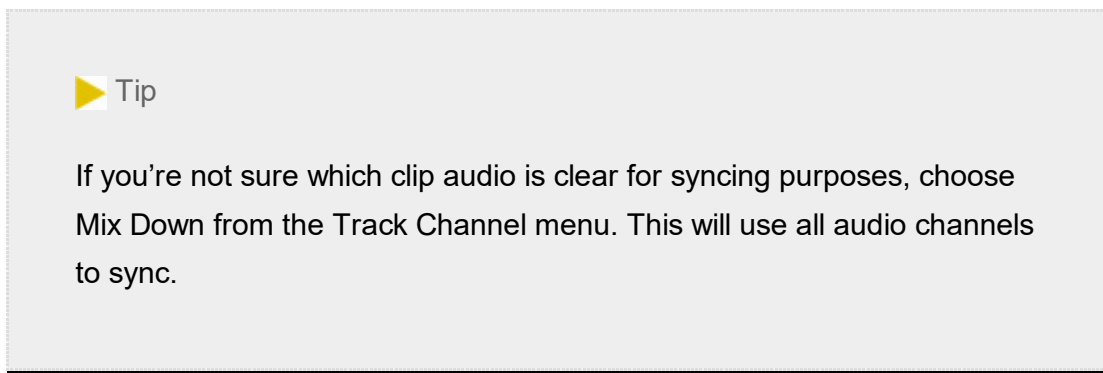 Tip
If you’re not sure which clip audio is clear for syncing purposes, choose
Mix Down from the Track Channel menu. This will use all audio channels
to sync.